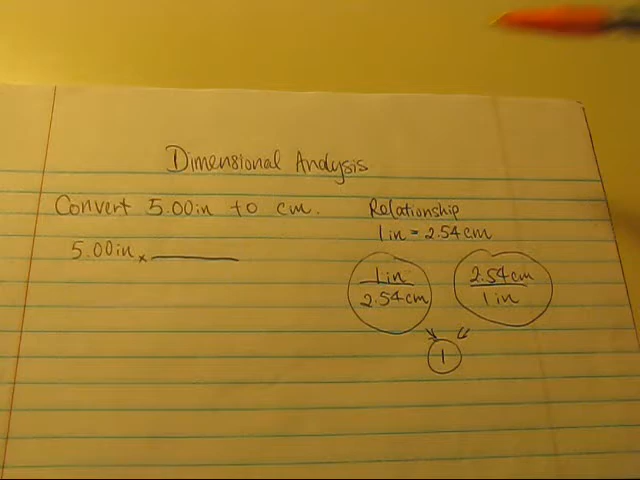 Dimensional Analysis
Convert 5.00in to cm.
5.00in x
Relationship
1in = 2.54cm
1in
2.54cm
2.54cm
1in
1